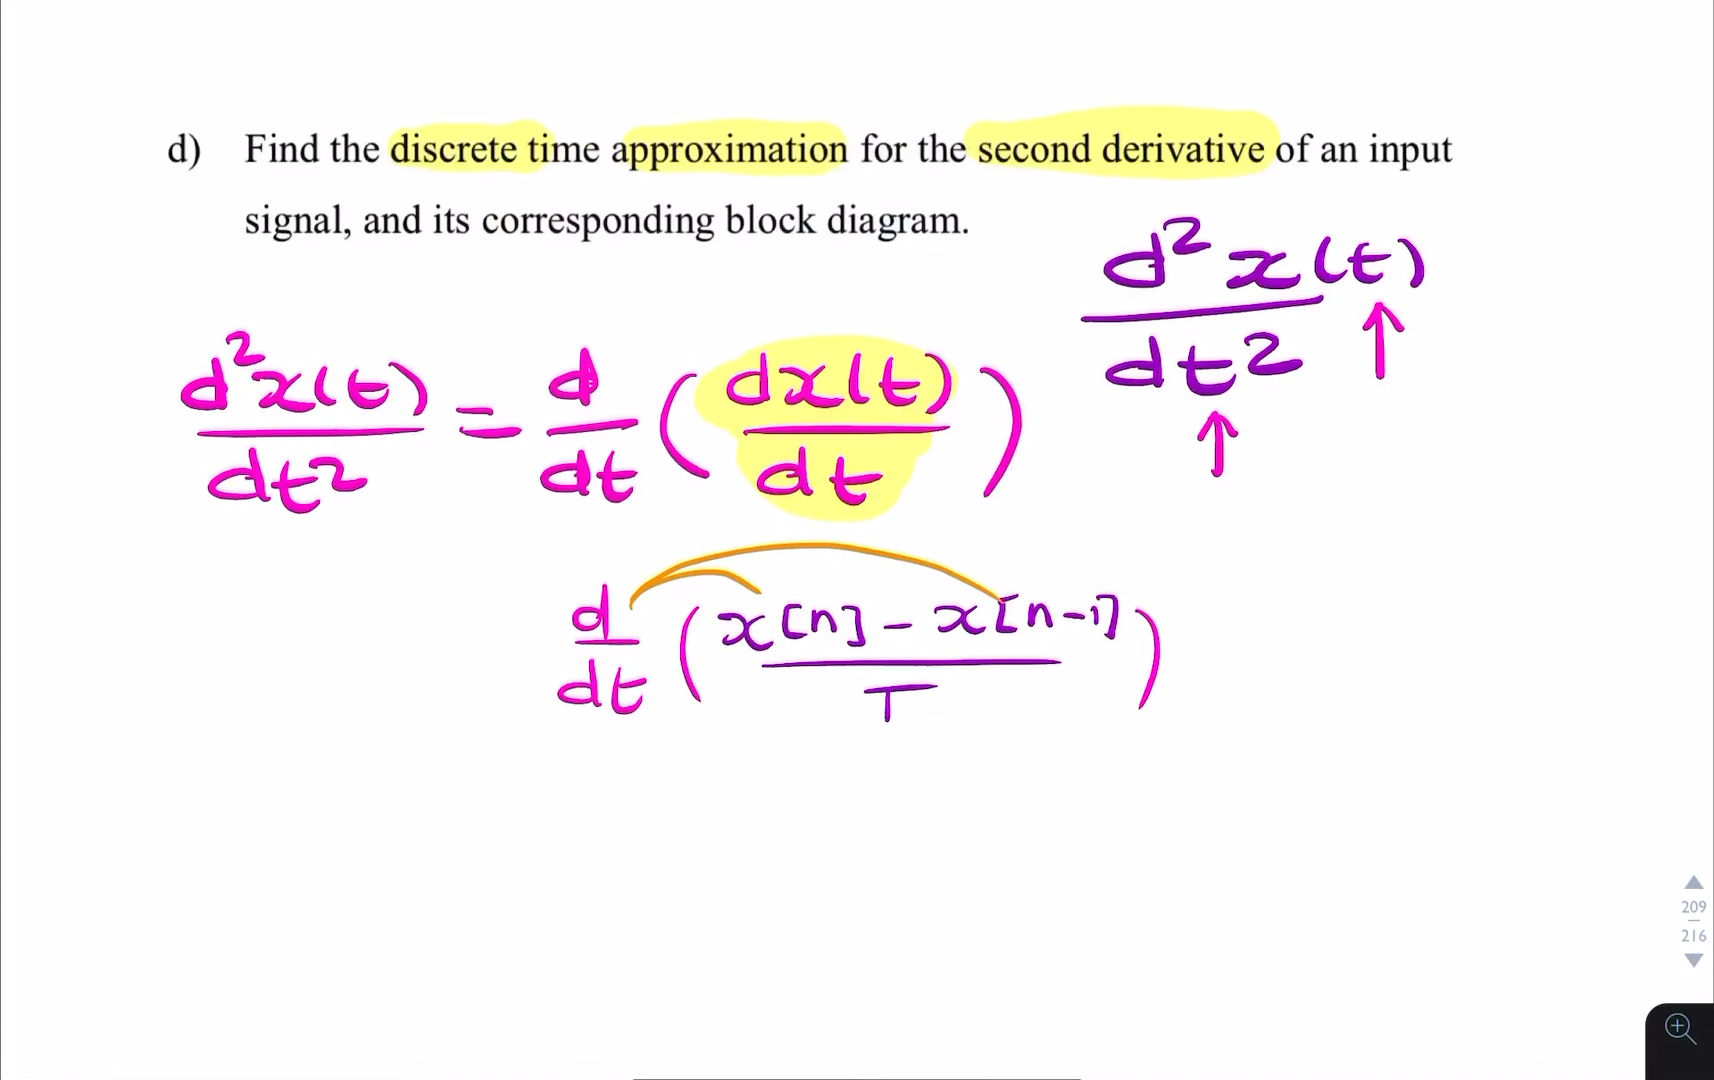 d) Find the discrete time approximation for the second derivative of an input
signal, and its corresponding block diagram.
d²x(t)
dt²
d²x(t)/dt² = d/dt ( dx(t)/dt )
d/dt ( x[n] - x[n-1] / T )
209
216